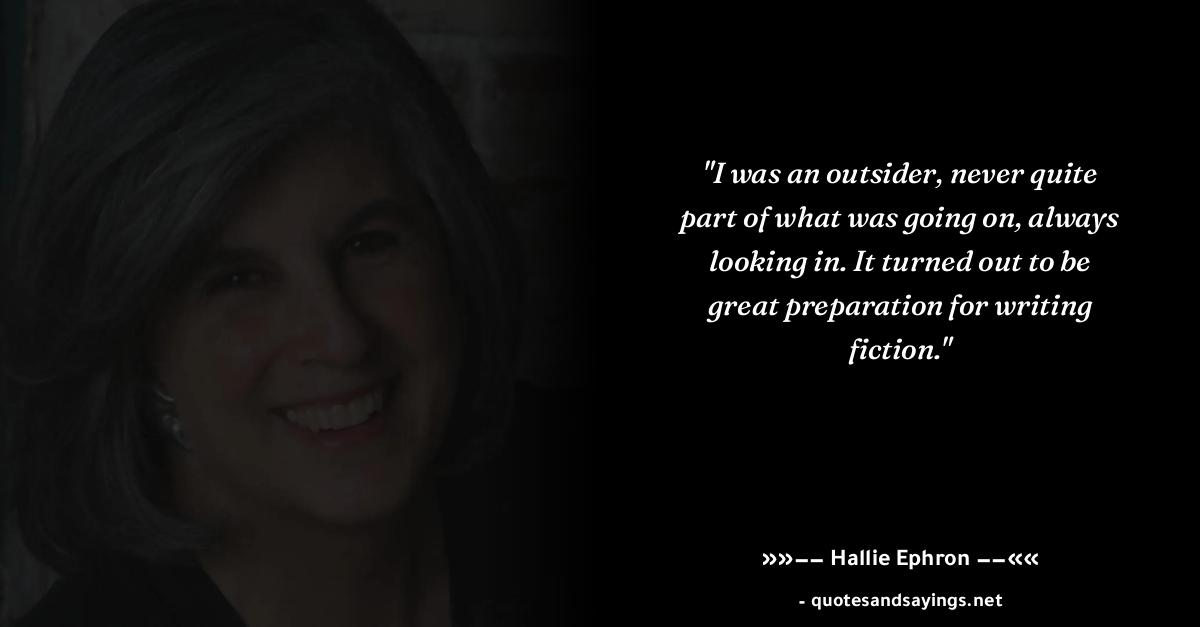 "I was an outsider, never quite
part of what was going on, always
looking in. It turned out to be
great preparation for writing
fiction."
»»−− Hallie Ephron −−««
- quotesandsayings.net